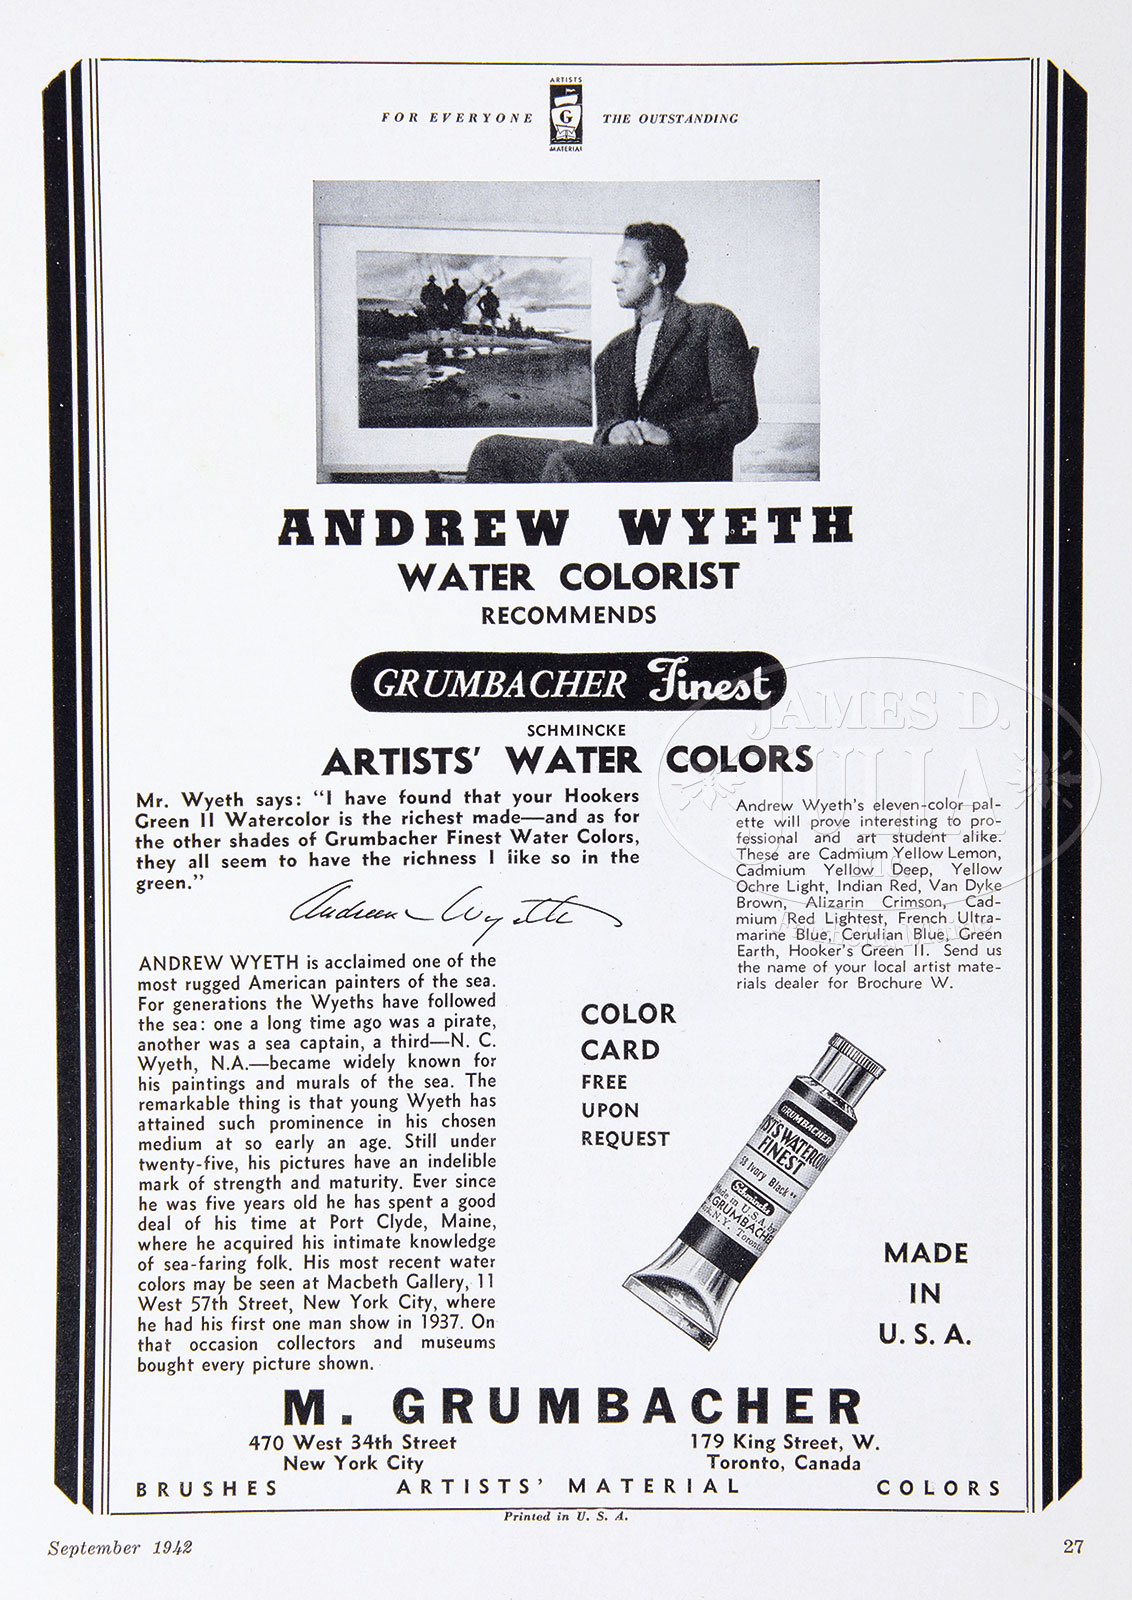 ARTISTS
FOR EVERYONE G THE OUTSTANDING
MATERIAL
ANDREW WYETH
WATER COLORIST
RECOMMENDS
GRUMBACHER Finest
SCHMINCKE
ARTISTS' WATER COLORS
Mr. Wyeth says: "I have found that your Hookers
Green II Watercolor is the richest made—and as for
the other shades of Grumbacher Finest Water Colors,
they all seem to have the richness I like so in the
green."
Andrew Wyeth
Andrew Wyeth's eleven-color pal-
ette will prove interesting to pro-
fessional and art student alike.
These are Cadmium Yellow Lemon,
Cadmium Yellow Deep, Yellow
Ochre Light, Indian Red, Van Dyke
Brown, Alizarin Crimson, Cad-
mium Red Lightest, French Ultra-
marine Blue, Cerulian Blue, Green
Earth, Hooker's Green II. Send us
the name of your local artist mate-
rials dealer for Brochure W.
ANDREW WYETH is acclaimed one of the
most rugged American painters of the sea.
For generations the Wyeths have followed
the sea: one a long time ago was a pirate,
another was a sea captain, a third—N. C.
Wyeth, N.A.—became widely known for
his paintings and murals of the sea. The
remarkable thing is that young Wyeth has
attained such prominence in his chosen
medium at so early an age. Still under
twenty-five, his pictures have an indelible
mark of strength and maturity. Ever since
he was five years old he has spent a good
deal of his time at Port Clyde, Maine,
where he acquired his intimate knowledge
of sea-faring folk. His most recent water
colors may be seen at Macbeth Gallery, 11
West 57th Street, New York City, where
he had his first one man show in 1937. On
that occasion collectors and museums
bought every picture shown.
COLOR
CARD
FREE
UPON
REQUEST
GRUMBACHER
FINEST
58 Ivory Black
Schmincke
Made in U.S.A. by
GRUMBACHER
N.Y. Toronto
MADE
IN
U. S. A.
M. GRUMBACHER
470 West 34th Street
New York City
179 King Street, W.
Toronto, Canada
BRUSHES ARTISTS' MATERIAL COLORS
Printed in U. S. A.
September 1942 27
JAMES D.
JULIA